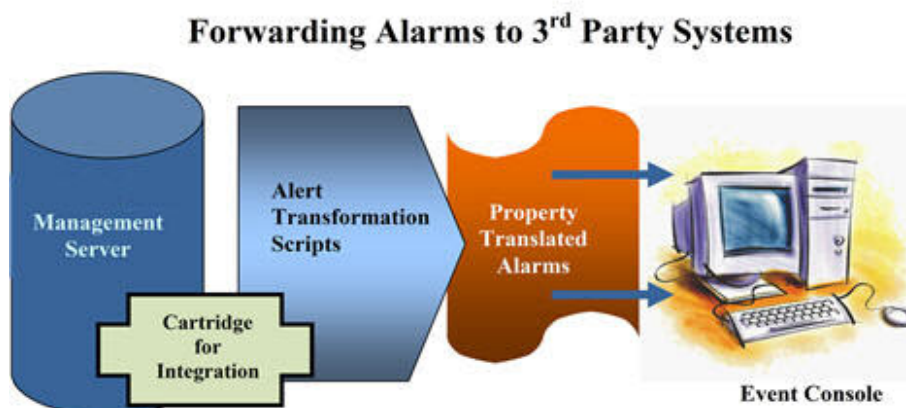 Forwarding Alarms to 3rd Party Systems
Management
Server
Alert
Transformation
Scripts
Property
Translated
Alarms
Cartridge
for
Integration
Event Console